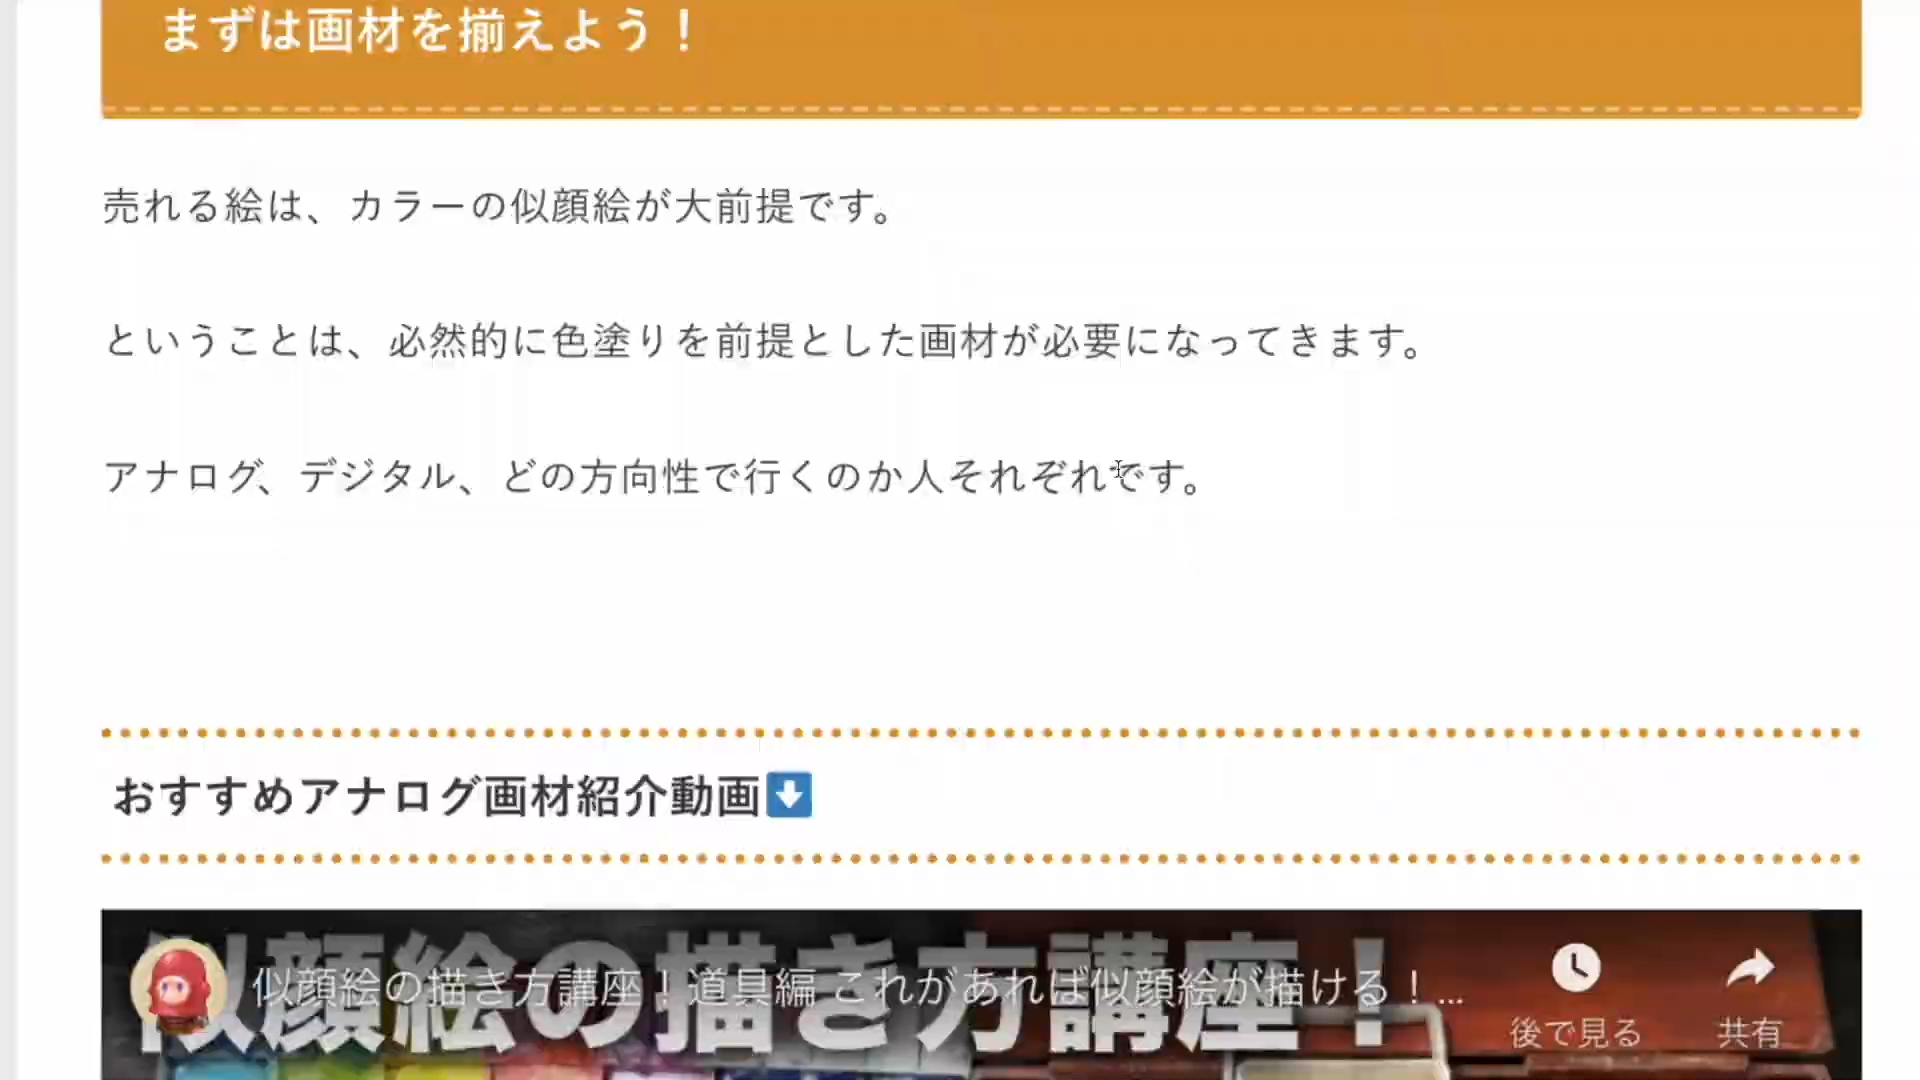 まずは画材を揃えよう！
売れる絵は、カラーの似顔絵が大前提です。
ということは、必然的に色塗りを前提とした画材が必要になってきます。
アナログ、デジタル、どの方向性で行くのか人それぞれです。
おすすめアナログ画材紹介動画⬇
似顔絵の描き方講座！
似顔絵の描き方講座！道具編 これがあれば似顔絵が描ける！...
後で見る
共有